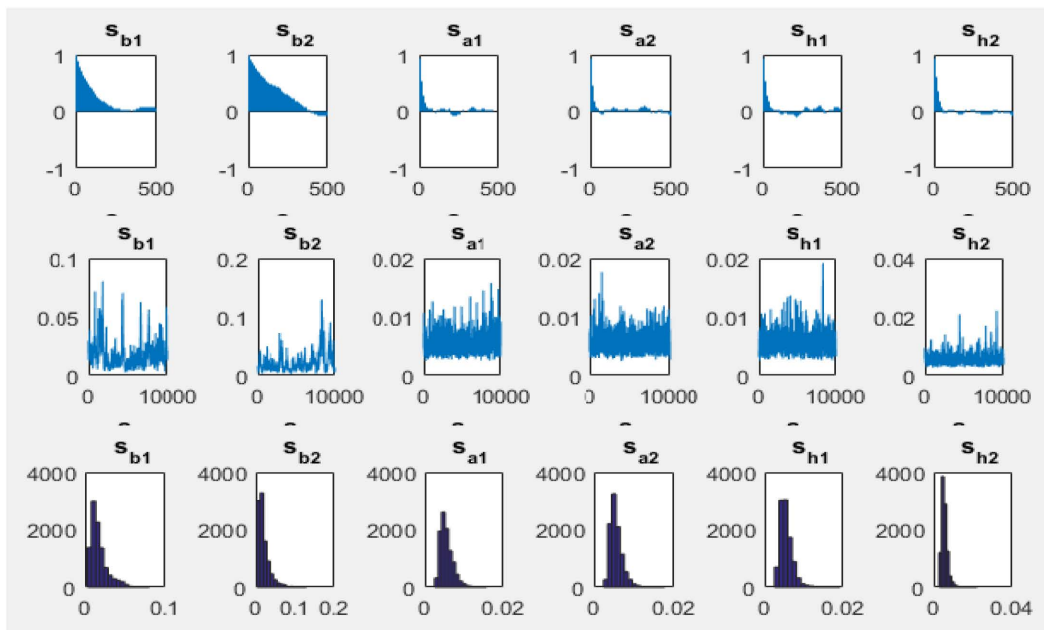 s_b1 s_b2 s_a1 s_a2 s_h1 s_h2
1 1 1 1 1 1
0 0 0 0 0 0
-1 -1 -1 -1 -1 -1
0 500 0 500 0 500 0 500 0 500 0 500
s_b1 s_b2 s_a1 s_a2 s_h1 s_h2
0.1 0.2 0.02 0.02 0.02 0.04
0.05 0.1 0.01 0.01 0.01 0.02
0 0 0 0 0 0
0 10000 0 10000 0 10000 0 10000 0 10000 0 10000
s_b1 s_b2 s_a1 s_a2 s_h1 s_h2
4000 4000 4000 4000 4000 4000
2000 2000 2000 2000 2000 2000
0 0 0 0 0 0
0 0.1 0 0.1 0.2 0 0.02 0 0.02 0 0.02 0 0.04